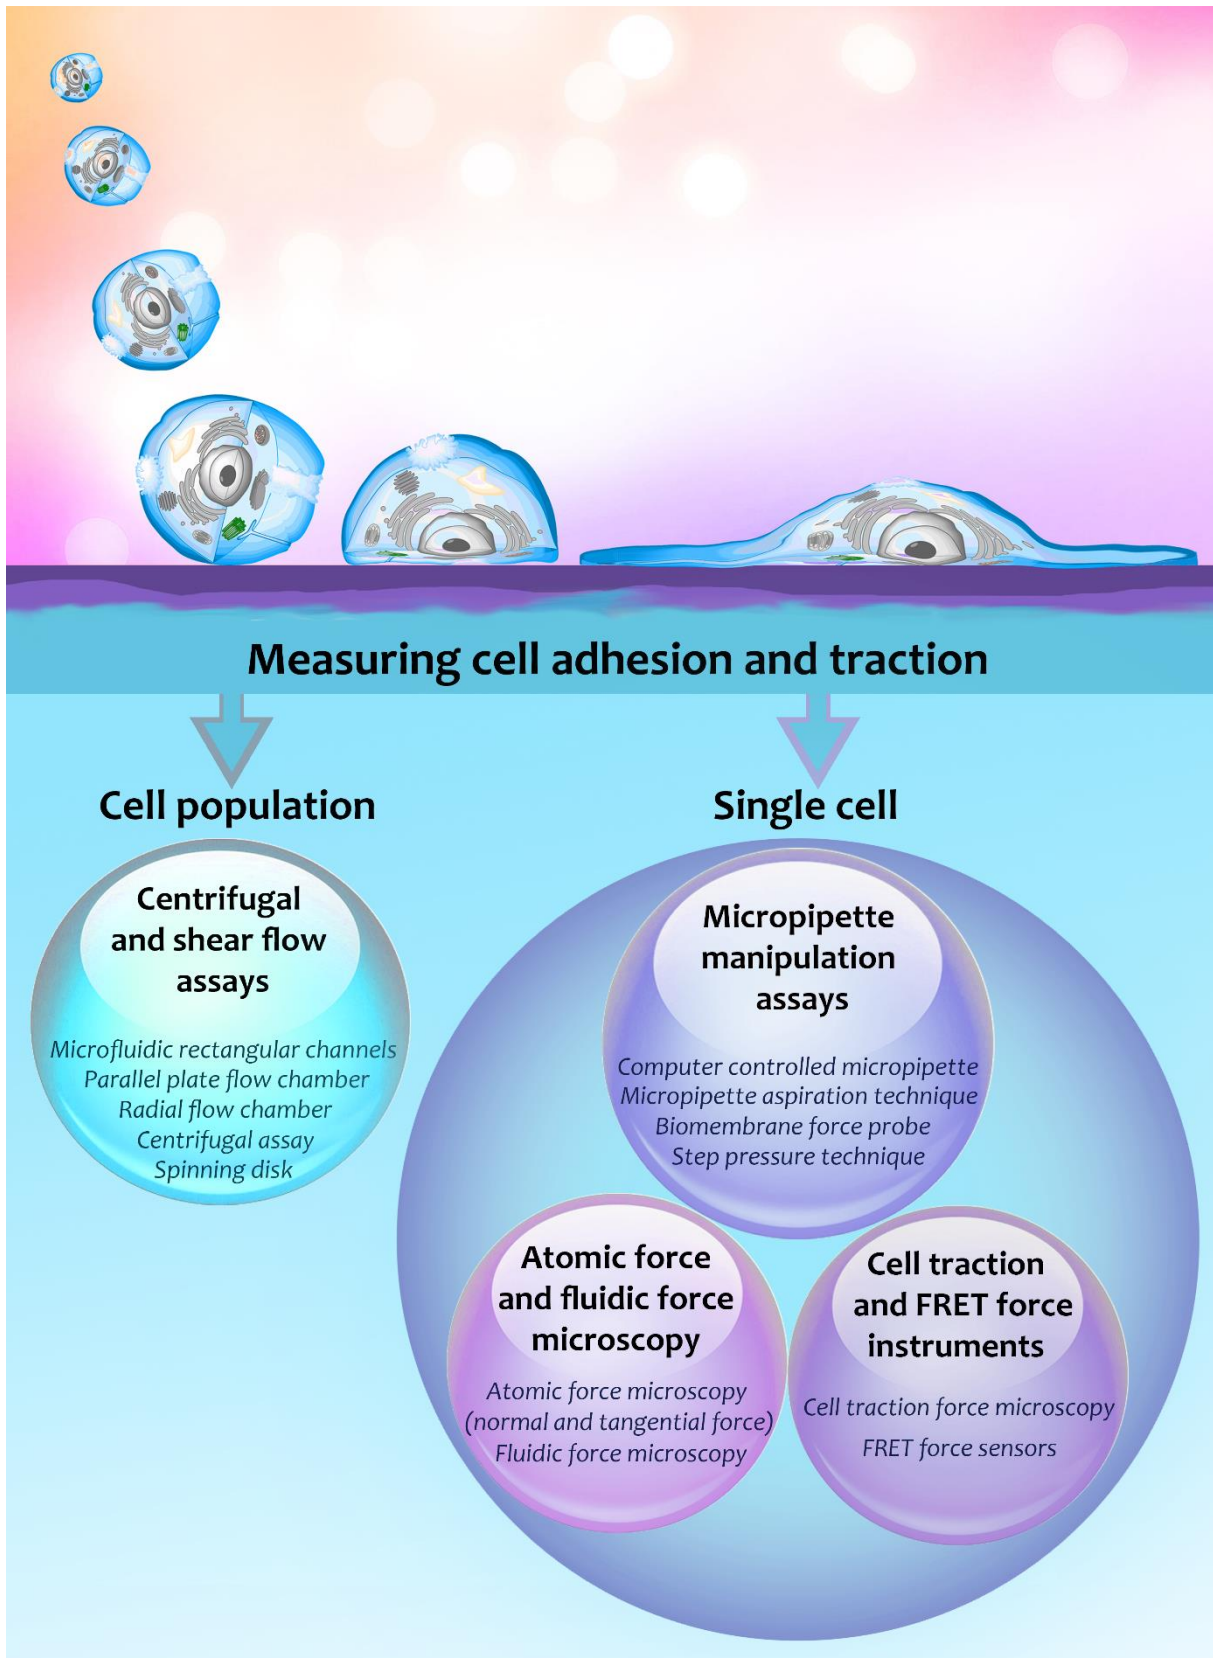 Measuring cell adhesion and traction
Cell population
Single cell
Centrifugal
and shear flow
assays
Microfluidic rectangular channels
Parallel plate flow chamber
Radial flow chamber
Centrifugal assay
Spinning disk
Micropipette
manipulation
assays
Computer controlled micropipette
Micropipette aspiration technique
Biomembrane force probe
Step pressure technique
Atomic force
and fluidic force
microscopy
Atomic force microscopy
(normal and tangential force)
Fluidic force microscopy
Cell traction
and FRET force
instruments
Cell traction force microscopy
FRET force sensors